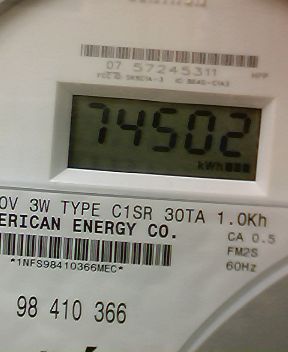 07 57245311
74502
kWh
0V 3W TYPE C1SR 30TA 1.0Kh
ERICAN ENERGY CO.
CA 0.5
FM2S
60Hz
*1NFS98410366MEC*
98 410 366